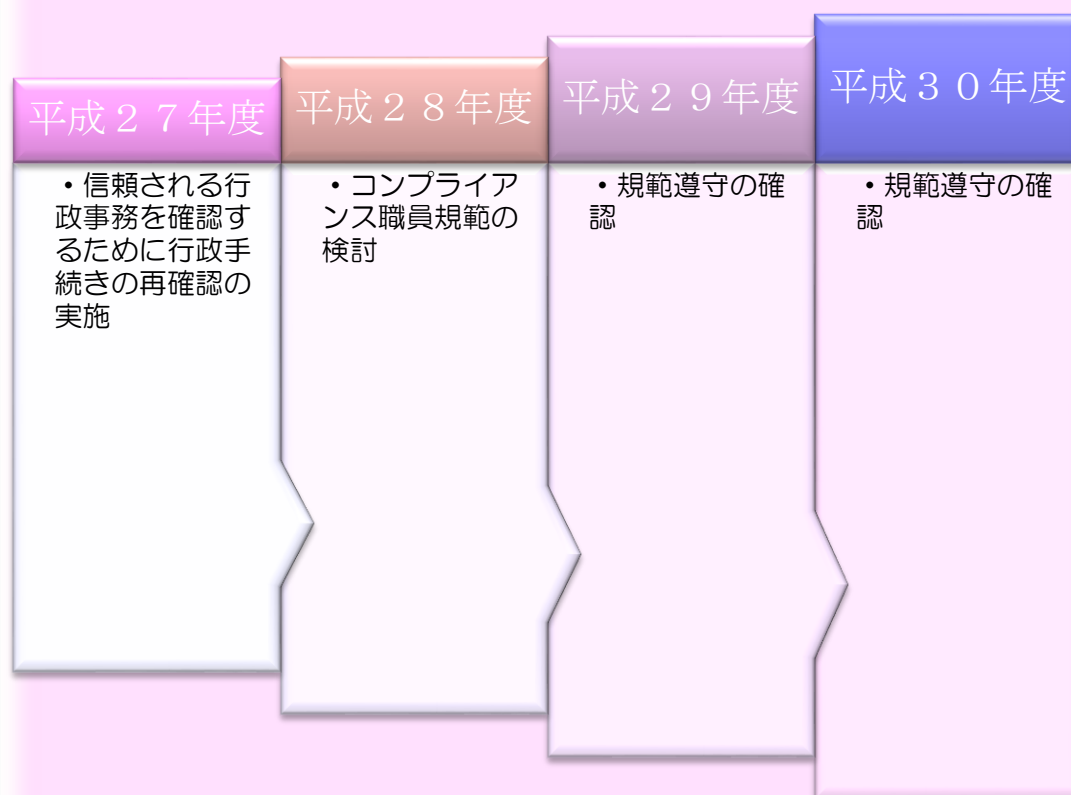 平成２７年度
・信頼される行
政事務を確認す
るために行政手
続きの再確認の
実施
平成２８年度
・コンプライア
ンス職員規範の
検討
平成２９年度
・規範遵守の確
認
平成３０年度
・規範遵守の確
認